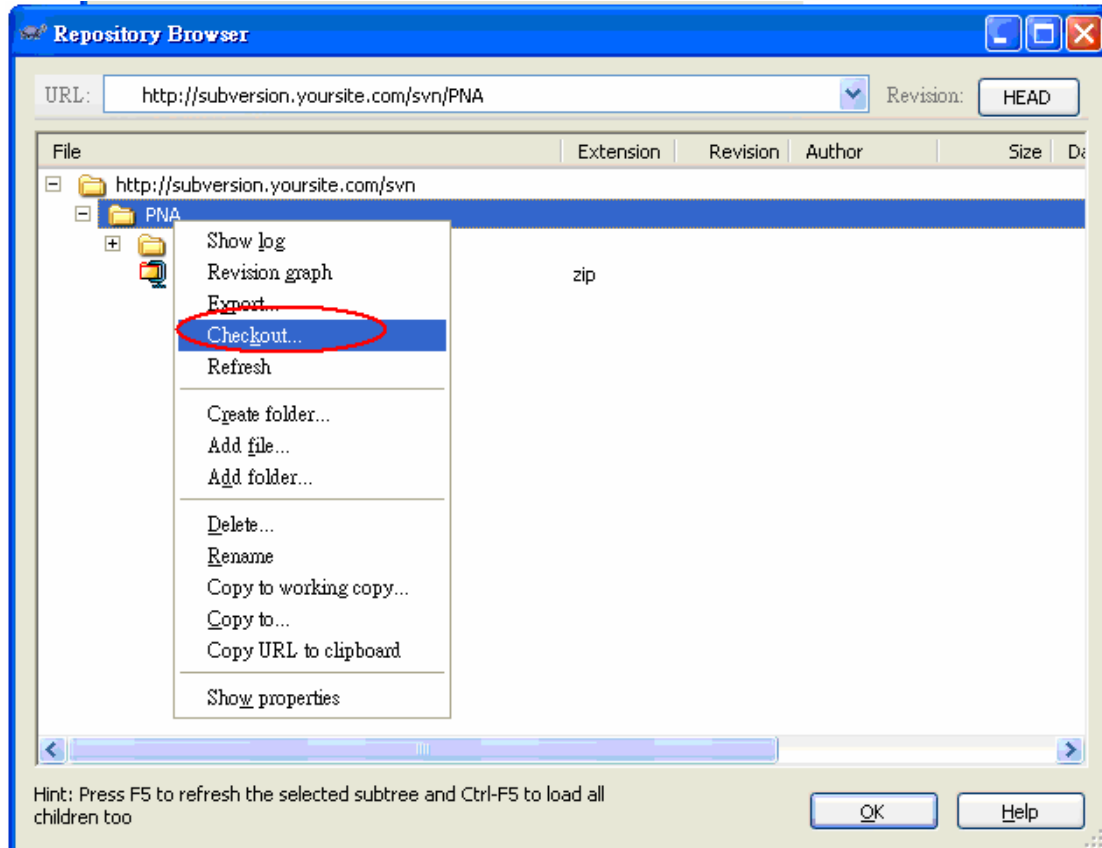 Repository Browser
URL: http://subversion.yoursite.com/svn/PNA Revision: HEAD
File Extension Revision Author Size Da
http://subversion.yoursite.com/svn
PNA
Show log
Revision graph
zip
Export...
Checkout...
Refresh
Create folder...
Add file...
Add folder...
Delete...
Rename
Copy to working copy...
Copy to...
Copy URL to clipboard
Show properties
Hint: Press F5 to refresh the selected subtree and Ctrl-F5 to load all
children too
OK Help